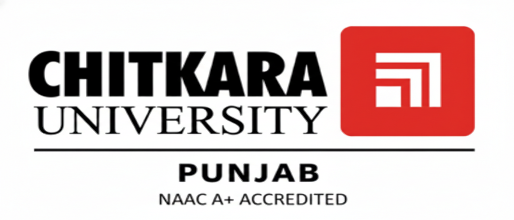 CHITKARA
UNIVERSITY
PUNJAB
NAAC A+ ACCREDITED